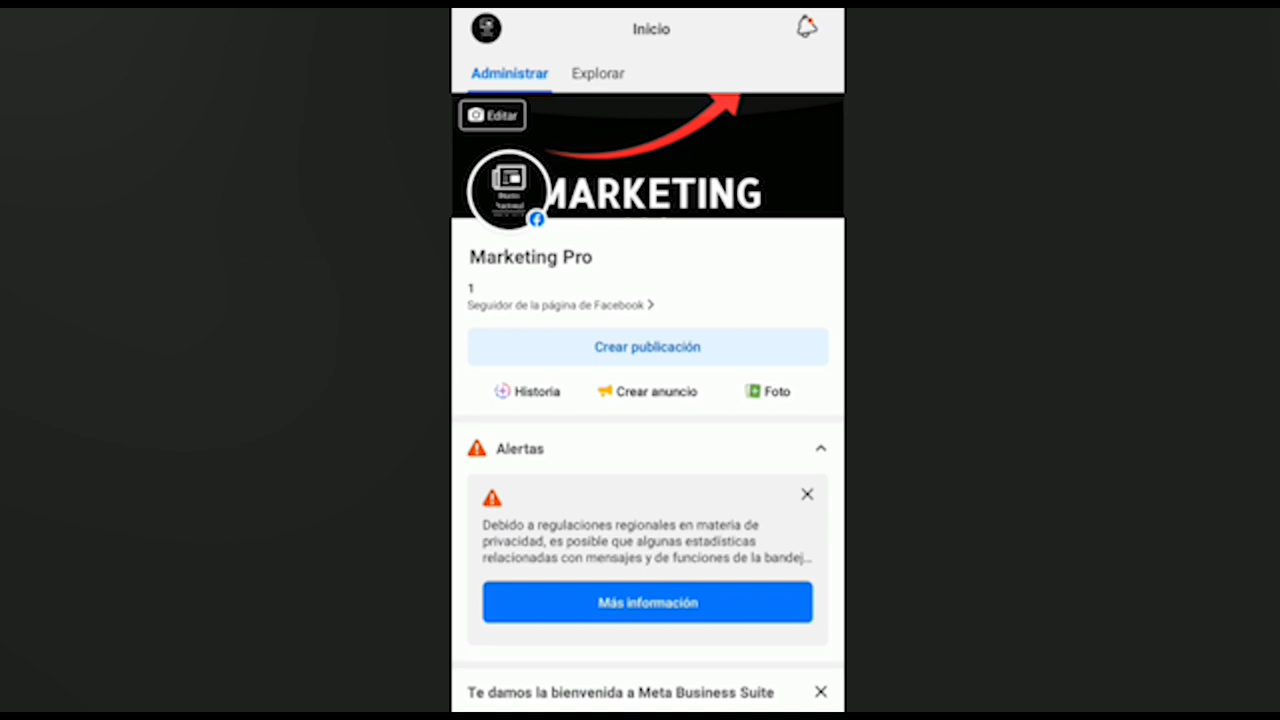 Inicio
Administrar
Explorar
Editar
MARKETING
Marketing Pro
1
Seguidor de la página de Facebook
Crear publicación
Historia
Crear anuncio
Foto
Alertas
Debido a regulaciones regionales en materia de
privacidad, es posible que algunas estadísticas
relacionadas con mensajes y de funciones de la bandej...
Más información
Te damos la bienvenida a Meta Business Suite